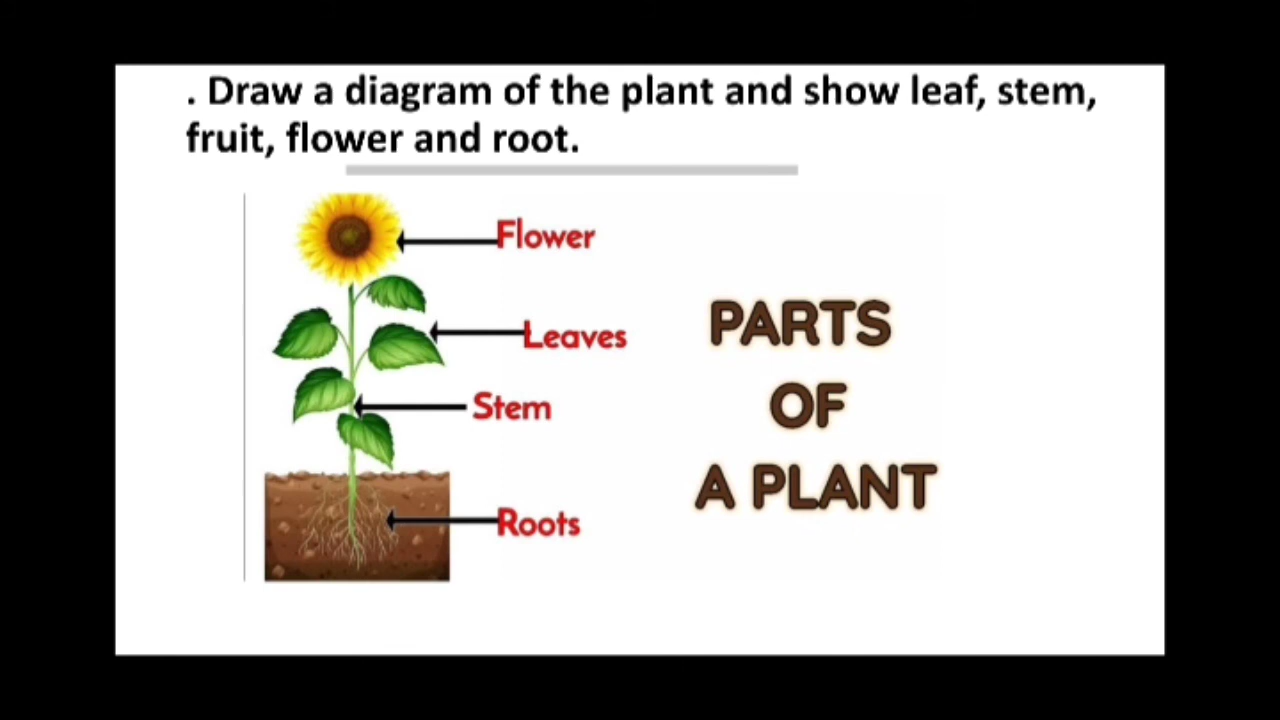 . Draw a diagram of the plant and show leaf, stem,
fruit, flower and root.
Flower
Leaves
Stem
Roots
PARTS
OF
A PLANT